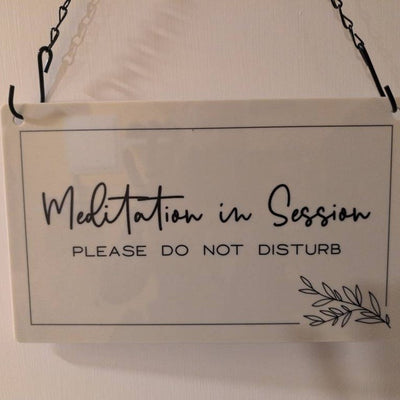 Meditation in Session
PLEASE DO NOT DISTURB